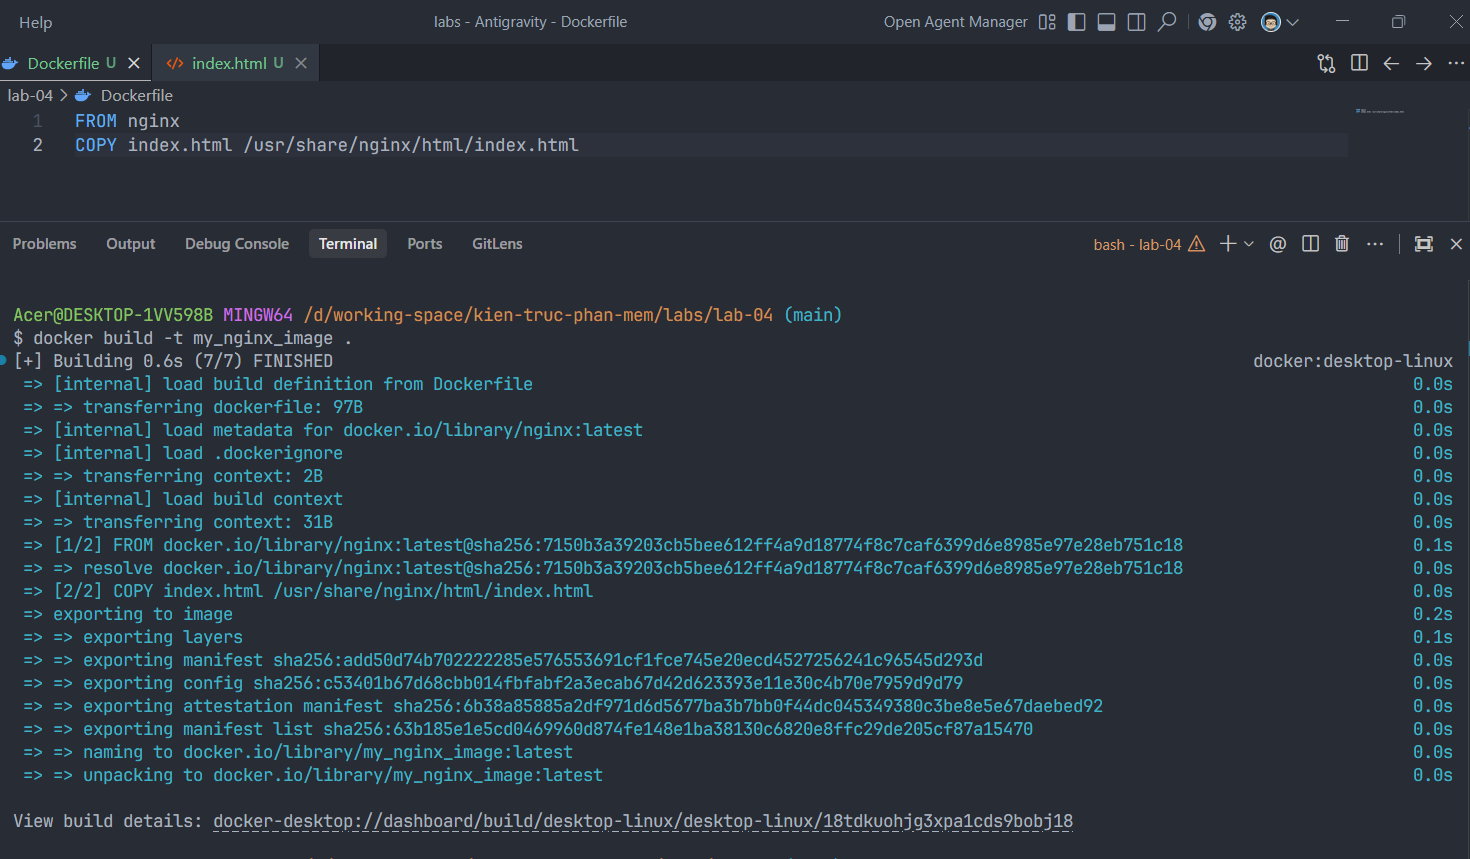 Help
labs - Antigravity - Dockerfile
Open Agent Manager
Dockerfile U
index.html U
lab-04 > Dockerfile
1 FROM nginx
2 COPY index.html /usr/share/nginx/html/index.html
Problems Output Debug Console Terminal Ports GitLens
bash - lab-04
Acer@DESKTOP-1VV598B MINGW64 /d/working-space/kien-truc-phan-mem/labs/lab-04 (main)
$ docker build -t my_nginx_image .
[+] Building 0.6s (7/7) FINISHED docker:desktop-linux
=> [internal] load build definition from Dockerfile 0.0s
=> => transferring dockerfile: 97B 0.0s
=> [internal] load metadata for docker.io/library/nginx:latest 0.0s
=> [internal] load .dockerignore 0.0s
=> => transferring context: 2B 0.0s
=> [internal] load build context 0.0s
=> => transferring context: 31B 0.0s
=> [1/2] FROM docker.io/library/nginx:latest@sha256:7150b3a39203cb5bee612ff4a9d18774f8c7caf6399d6e8985e97e28eb751c18 0.1s
=> => resolve docker.io/library/nginx:latest@sha256:7150b3a39203cb5bee612ff4a9d18774f8c7caf6399d6e8985e97e28eb751c18 0.0s
=> [2/2] COPY index.html /usr/share/nginx/html/index.html 0.0s
=> exporting to image 0.2s
=> => exporting layers 0.1s
=> => exporting manifest sha256:add50d74b702222285e576553691cf1fce745e20ecd4527256241c96545d293d 0.0s
=> => exporting config sha256:c53401b67d68cbb014fbfabf2a3ecab67d42d623393e11e30c4b70e7959d9d79 0.0s
=> => exporting attestation manifest sha256:6b38a85885a2df971d6d5677ba3b7bb0f44dc045349380c3be8e5e67daebed92 0.0s
=> => exporting manifest list sha256:63b185e1e5cd0469960d874fe148e1ba38130c6820e8ffc29de205cf87a15470 0.0s
=> => naming to docker.io/library/my_nginx_image:latest 0.0s
=> => unpacking to docker.io/library/my_nginx_image:latest 0.0s
View build details: docker-desktop://dashboard/build/desktop-linux/desktop-linux/18tdkuohjg3xpa1cds9bobj18